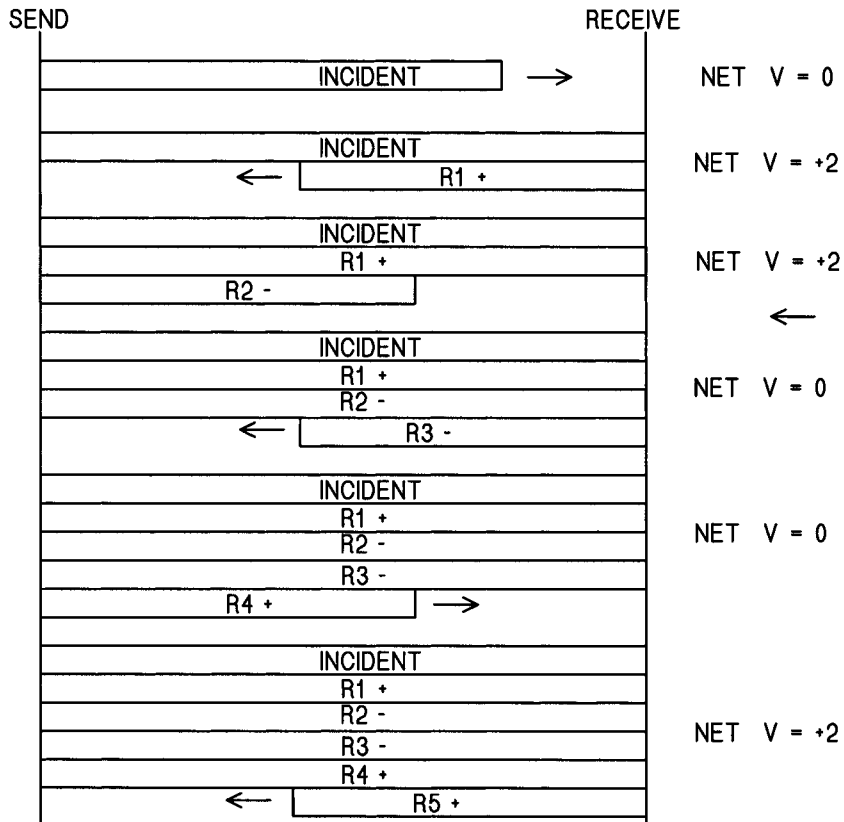 SEND RECEIVE
INCIDENT NET V = 0
INCIDENT
R1 + NET V = +2
INCIDENT
R1 + NET V = +2
R2 -
INCIDENT
R1 + NET V = 0
R2 -
R3 -
INCIDENT
R1 +
R2 - NET V = 0
R3 -
R4 +
INCIDENT
R1 +
R2 -
R3 - NET V = +2
R4 +
R5 +